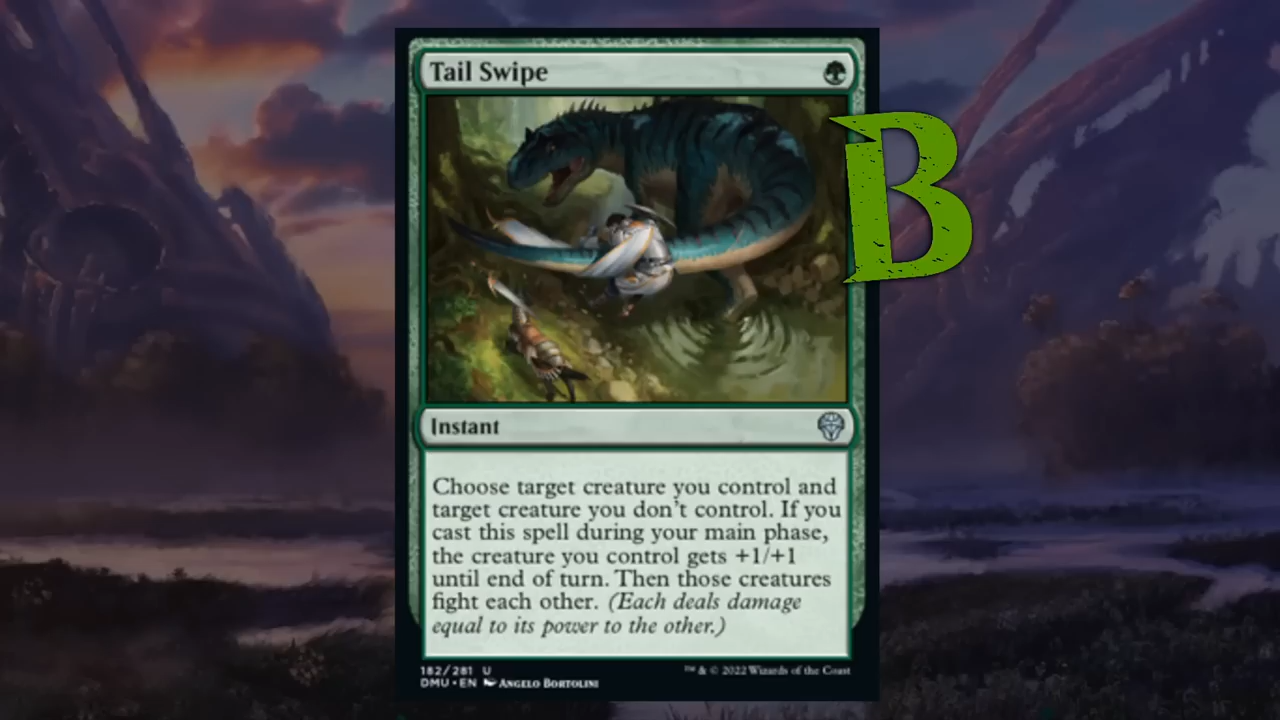 Tail Swipe
B
Instant
Choose target creature you control and
target creature you don't control. If you
cast this spell during your main phase,
the creature you control gets +1/+1
until end of turn. Then those creatures
fight each other. (Each deals damage
equal to its power to the other.)
182/281 U
™ & © 2022 Wizards of the Coast
DMU • EN Angelo Bortolini